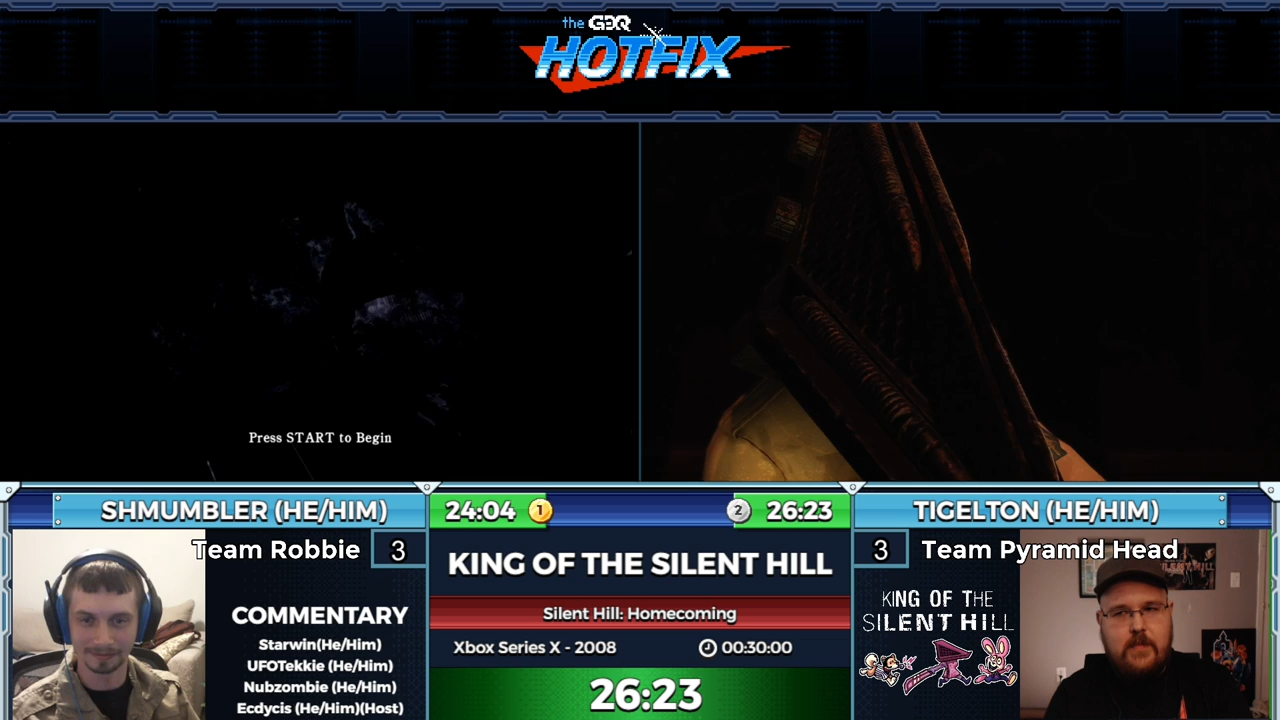 the GDQ
HOTFIX
Press START to Begin
SHMUMBLER (HE/HIM)
24:04 1
2 26:23
TIGELTON (HE/HIM)
Team Robbie 3
3 Team Pyramid Head
KING OF THE SILENT HILL
Silent Hill: Homecoming
Xbox Series X - 2008
00:30:00
26:23
COMMENTARY
Starwin(He/Him)
UFOTekkie (He/Him)
Nubzombie (He/Him)
Ecdycis (He/Him)(Host)
KING OF THE
SILENT HILL